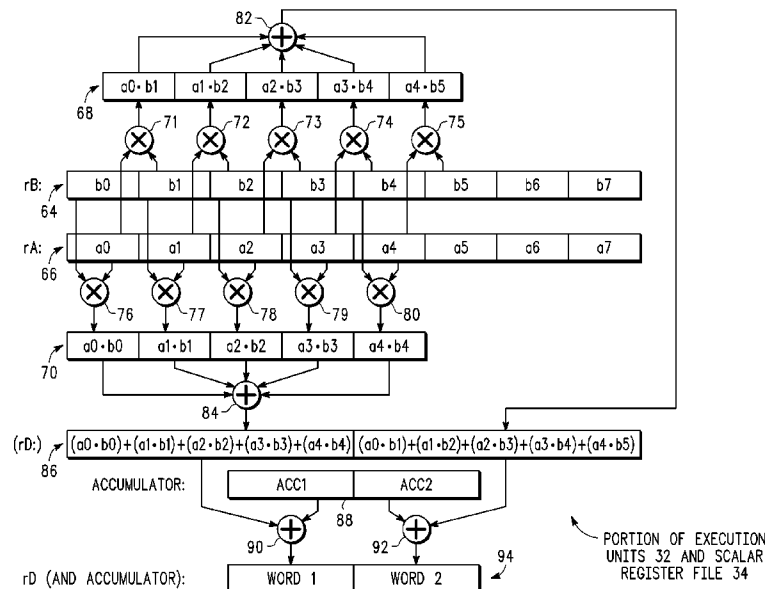 82
a0•b1 a1•b2 a2•b3 a3•b4 a4•b5
68
71 72 73 74 75
rB: b0 b1 b2 b3 b4 b5 b6 b7
64
rA: a0 a1 a2 a3 a4 a5 a6 a7
66
76 77 78 79 80
a0•b0 a1•b1 a2•b2 a3•b3 a4•b4
70
84
(rD:) (a0•b0)+(a1•b1)+(a2•b2)+(a3•b3)+(a4•b4) (a0•b1)+(a1•b2)+(a2•b3)+(a3•b4)+(a4•b5)
86
ACCUMULATOR: ACC1 ACC2
88
90 92
PORTION OF EXECUTION
UNITS 32 AND SCALAR
REGISTER FILE 34
94
rD (AND ACCUMULATOR): WORD 1 WORD 2